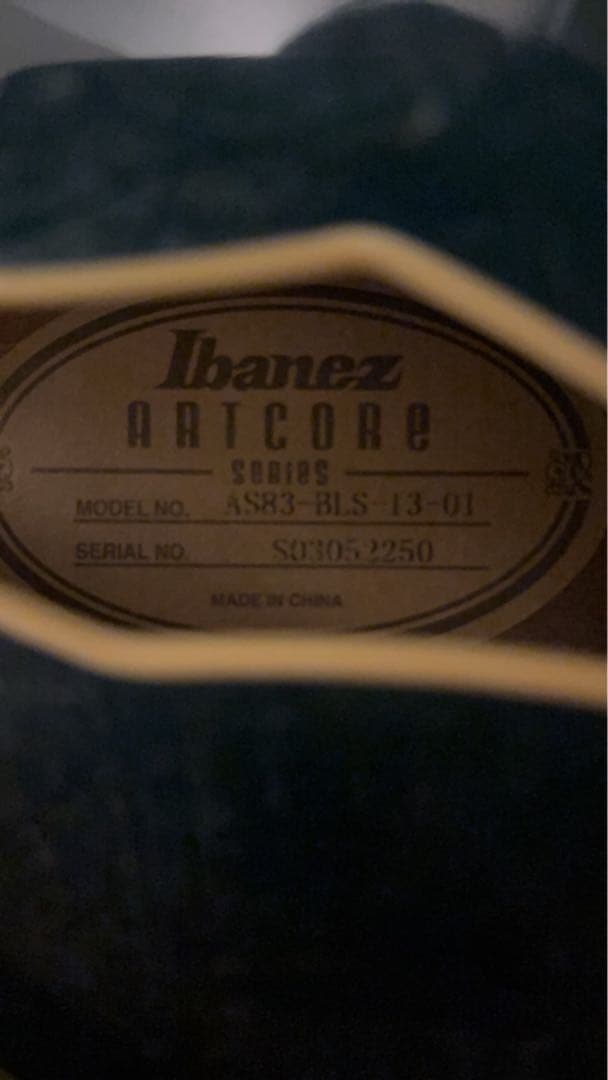 Ibanez
ARTCORE
SERIES
MODEL NO. AS83-BLS-13-01
SERIAL NO. S03052250
MADE IN CHINA